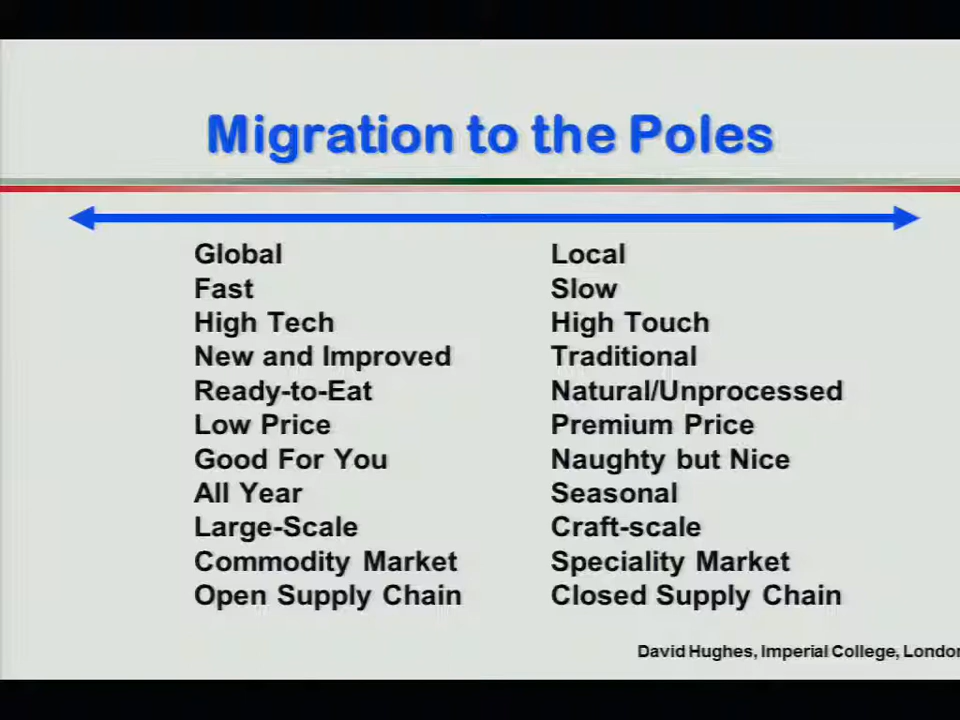 Migration to the Poles
Global Local
Fast Slow
High Tech High Touch
New and Improved Traditional
Ready-to-Eat Natural/Unprocessed
Low Price Premium Price
Good For You Naughty but Nice
All Year Seasonal
Large-Scale Craft-scale
Commodity Market Speciality Market
Open Supply Chain Closed Supply Chain
David Hughes, Imperial College, London